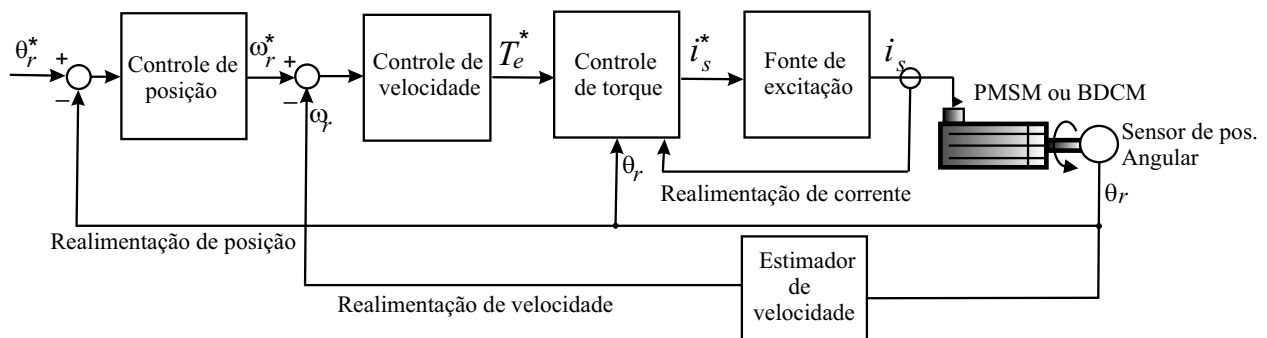 θr*
+
−
Controle de
posição
ωr*
+
−
ωr
Controle de
velocidade
Te*
Controle
de torque
is*
Fonte de
excitação
is
PMSM ou BDCM
Sensor de pos.
Angular
θr
θr
Realimentação de corrente
Realimentação de posição
Realimentação de velocidade
Estimador
de
velocidade